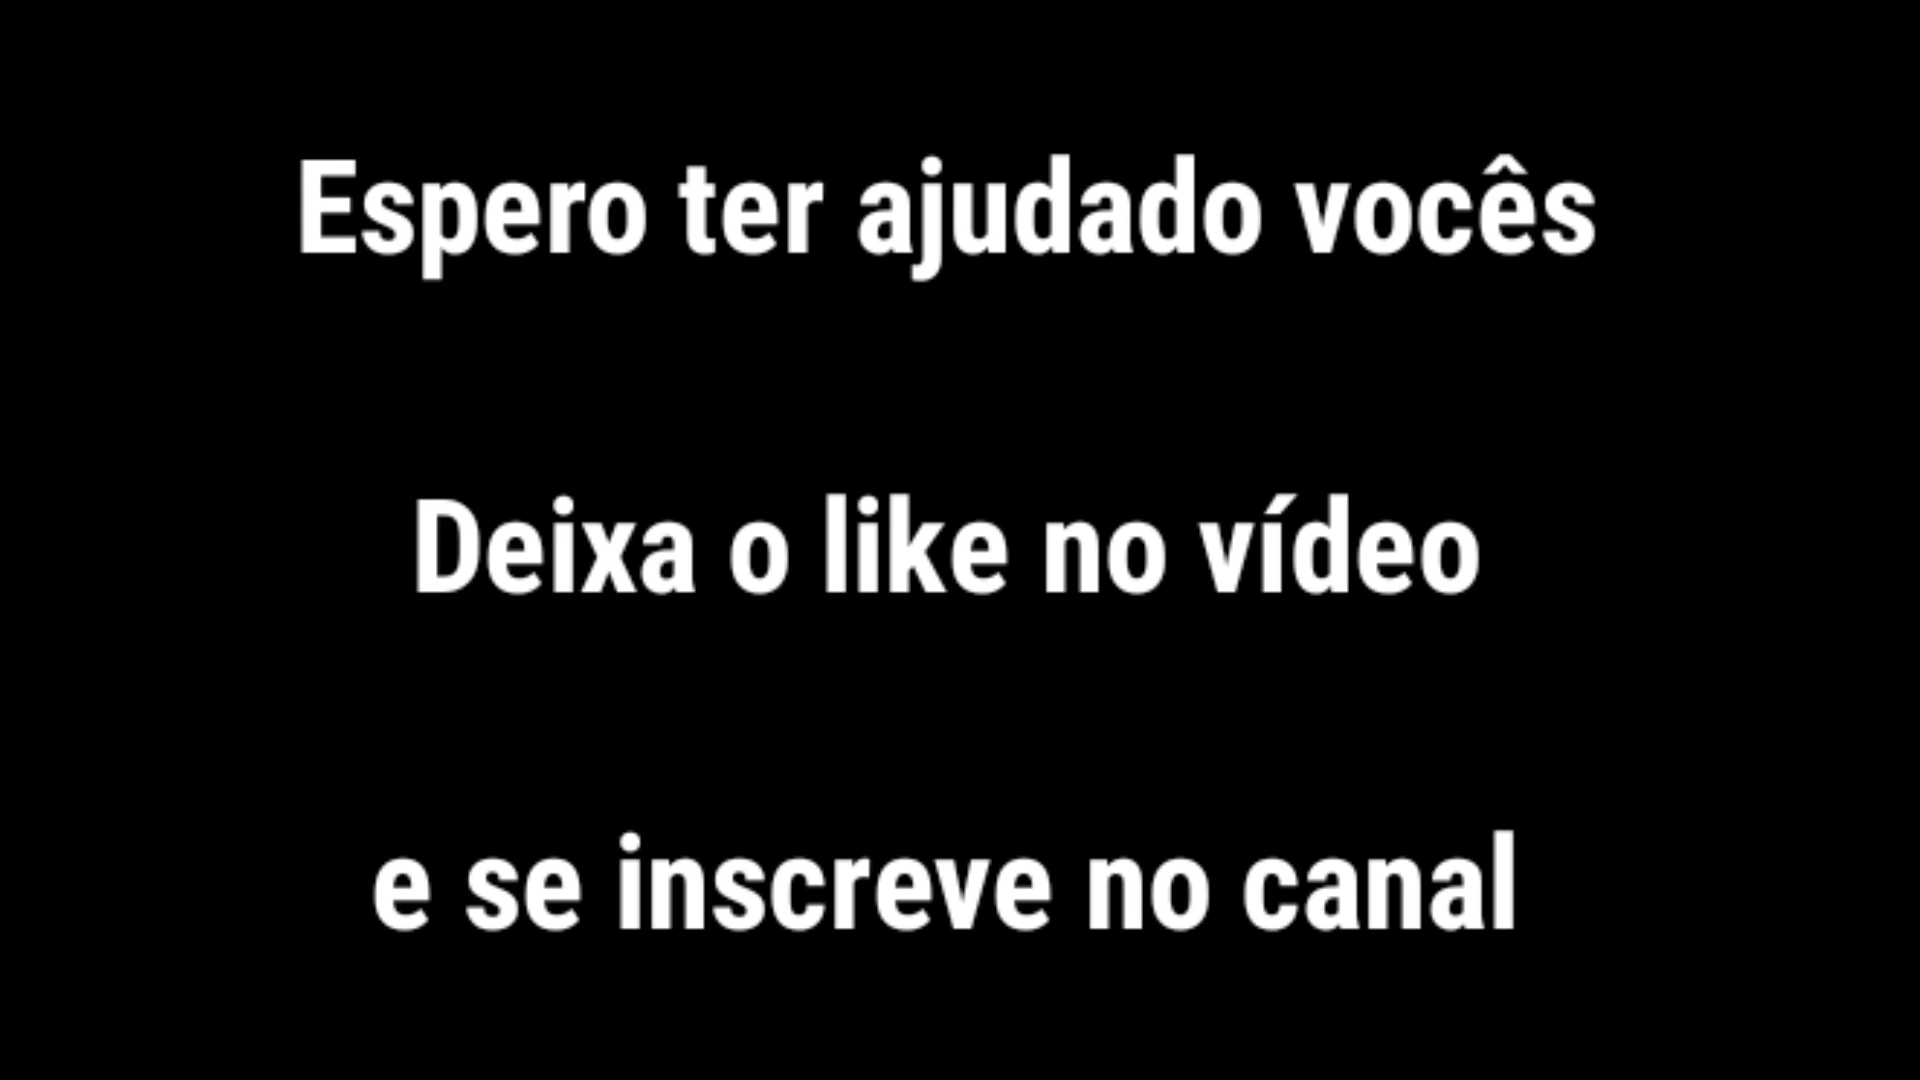 Espero ter ajudado vocês
Deixa o like no vídeo
e se inscreve no canal